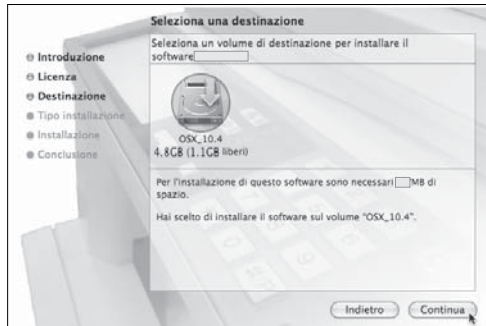 Seleziona una destinazione
Introduzione
Licenza
Destinazione
Tipo installazione
Installazione
Conclusione
Seleziona un volume di destinazione per installare il
software
OSX_10.4
4.8GB (1.1GB liberi)
Per l'installazione di questo software sono necessari MB di
spazio.
Hai scelto di installare il software sul volume "OSX_10.4".
Indietro
Continua